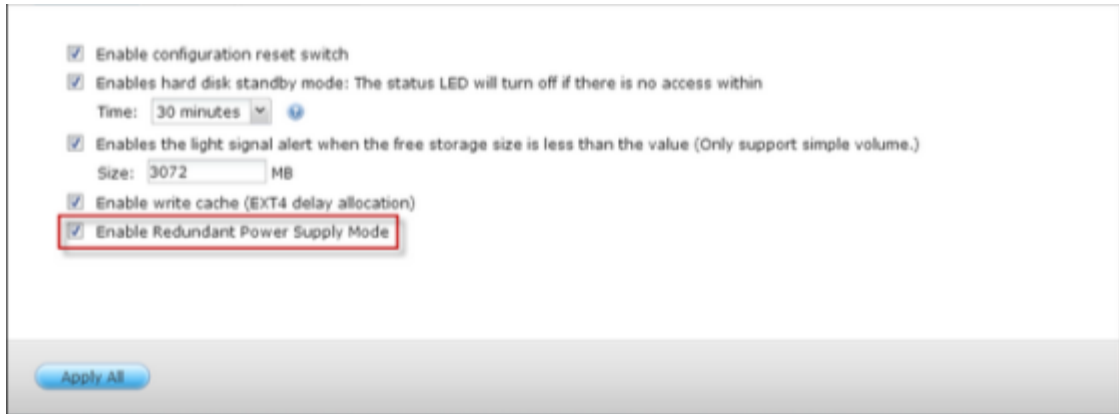 Enable configuration reset switch
Enables hard disk standby mode: The status LED will turn off if there is no access within
Time: 30 minutes
Enables the light signal alert when the free storage size is less than the value (Only support simple volume.)
Size: 3072 MB
Enable write cache (EXT4 delay allocation)
Enable Redundant Power Supply Mode
Apply All